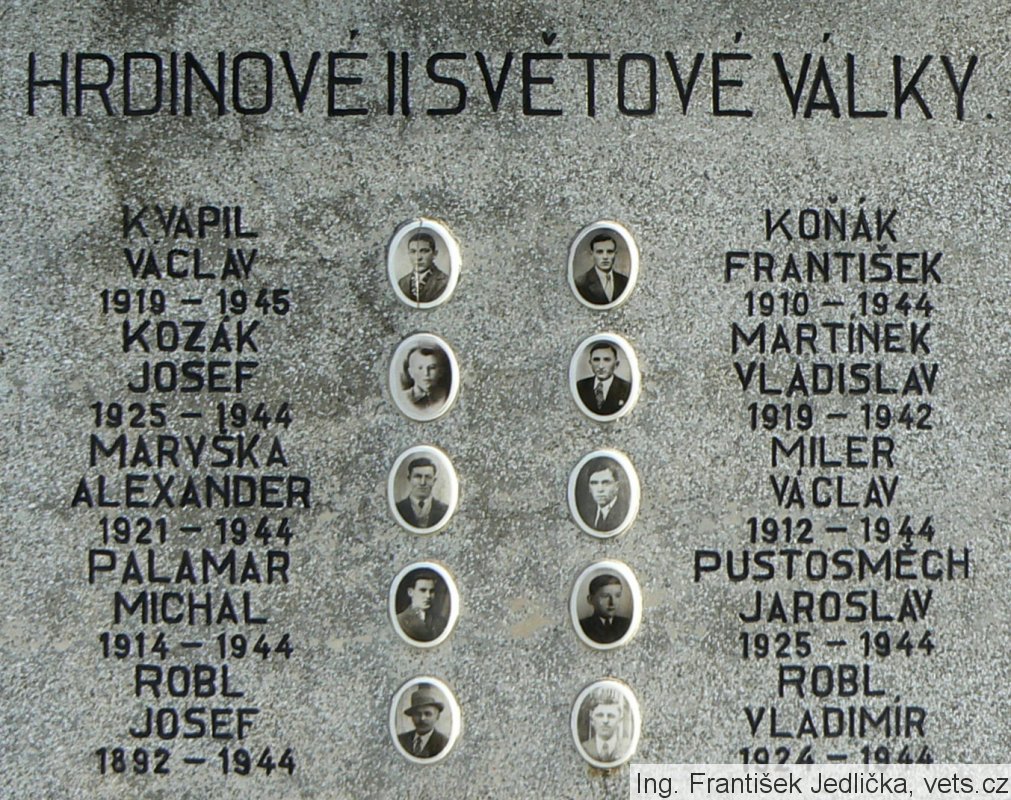 HRDINOVÉ II SVĚTOVÉ VÁLKY.
KVAPIL
VÁCLAV
1919 – 1945
KOZÁK
JOSEF
1925 – 1944
MARYŠKA
ALEXANDER
1921 – 1944
PALAMAR
MICHAL
1914 – 1944
ROBL
JOSEF
1892 – 1944
KOŇÁK
FRANTIŠEK
1910 – 1944
MARTÍNEK
VLADISLAV
1919 – 1942
MILER
VÁCLAV
1912 – 1944
PUSTOSMĚCH
JAROSLAV
1925 – 1944
ROBL
VLADIMÍR
1924 – 1944
Ing. František Jedlička, vets.cz